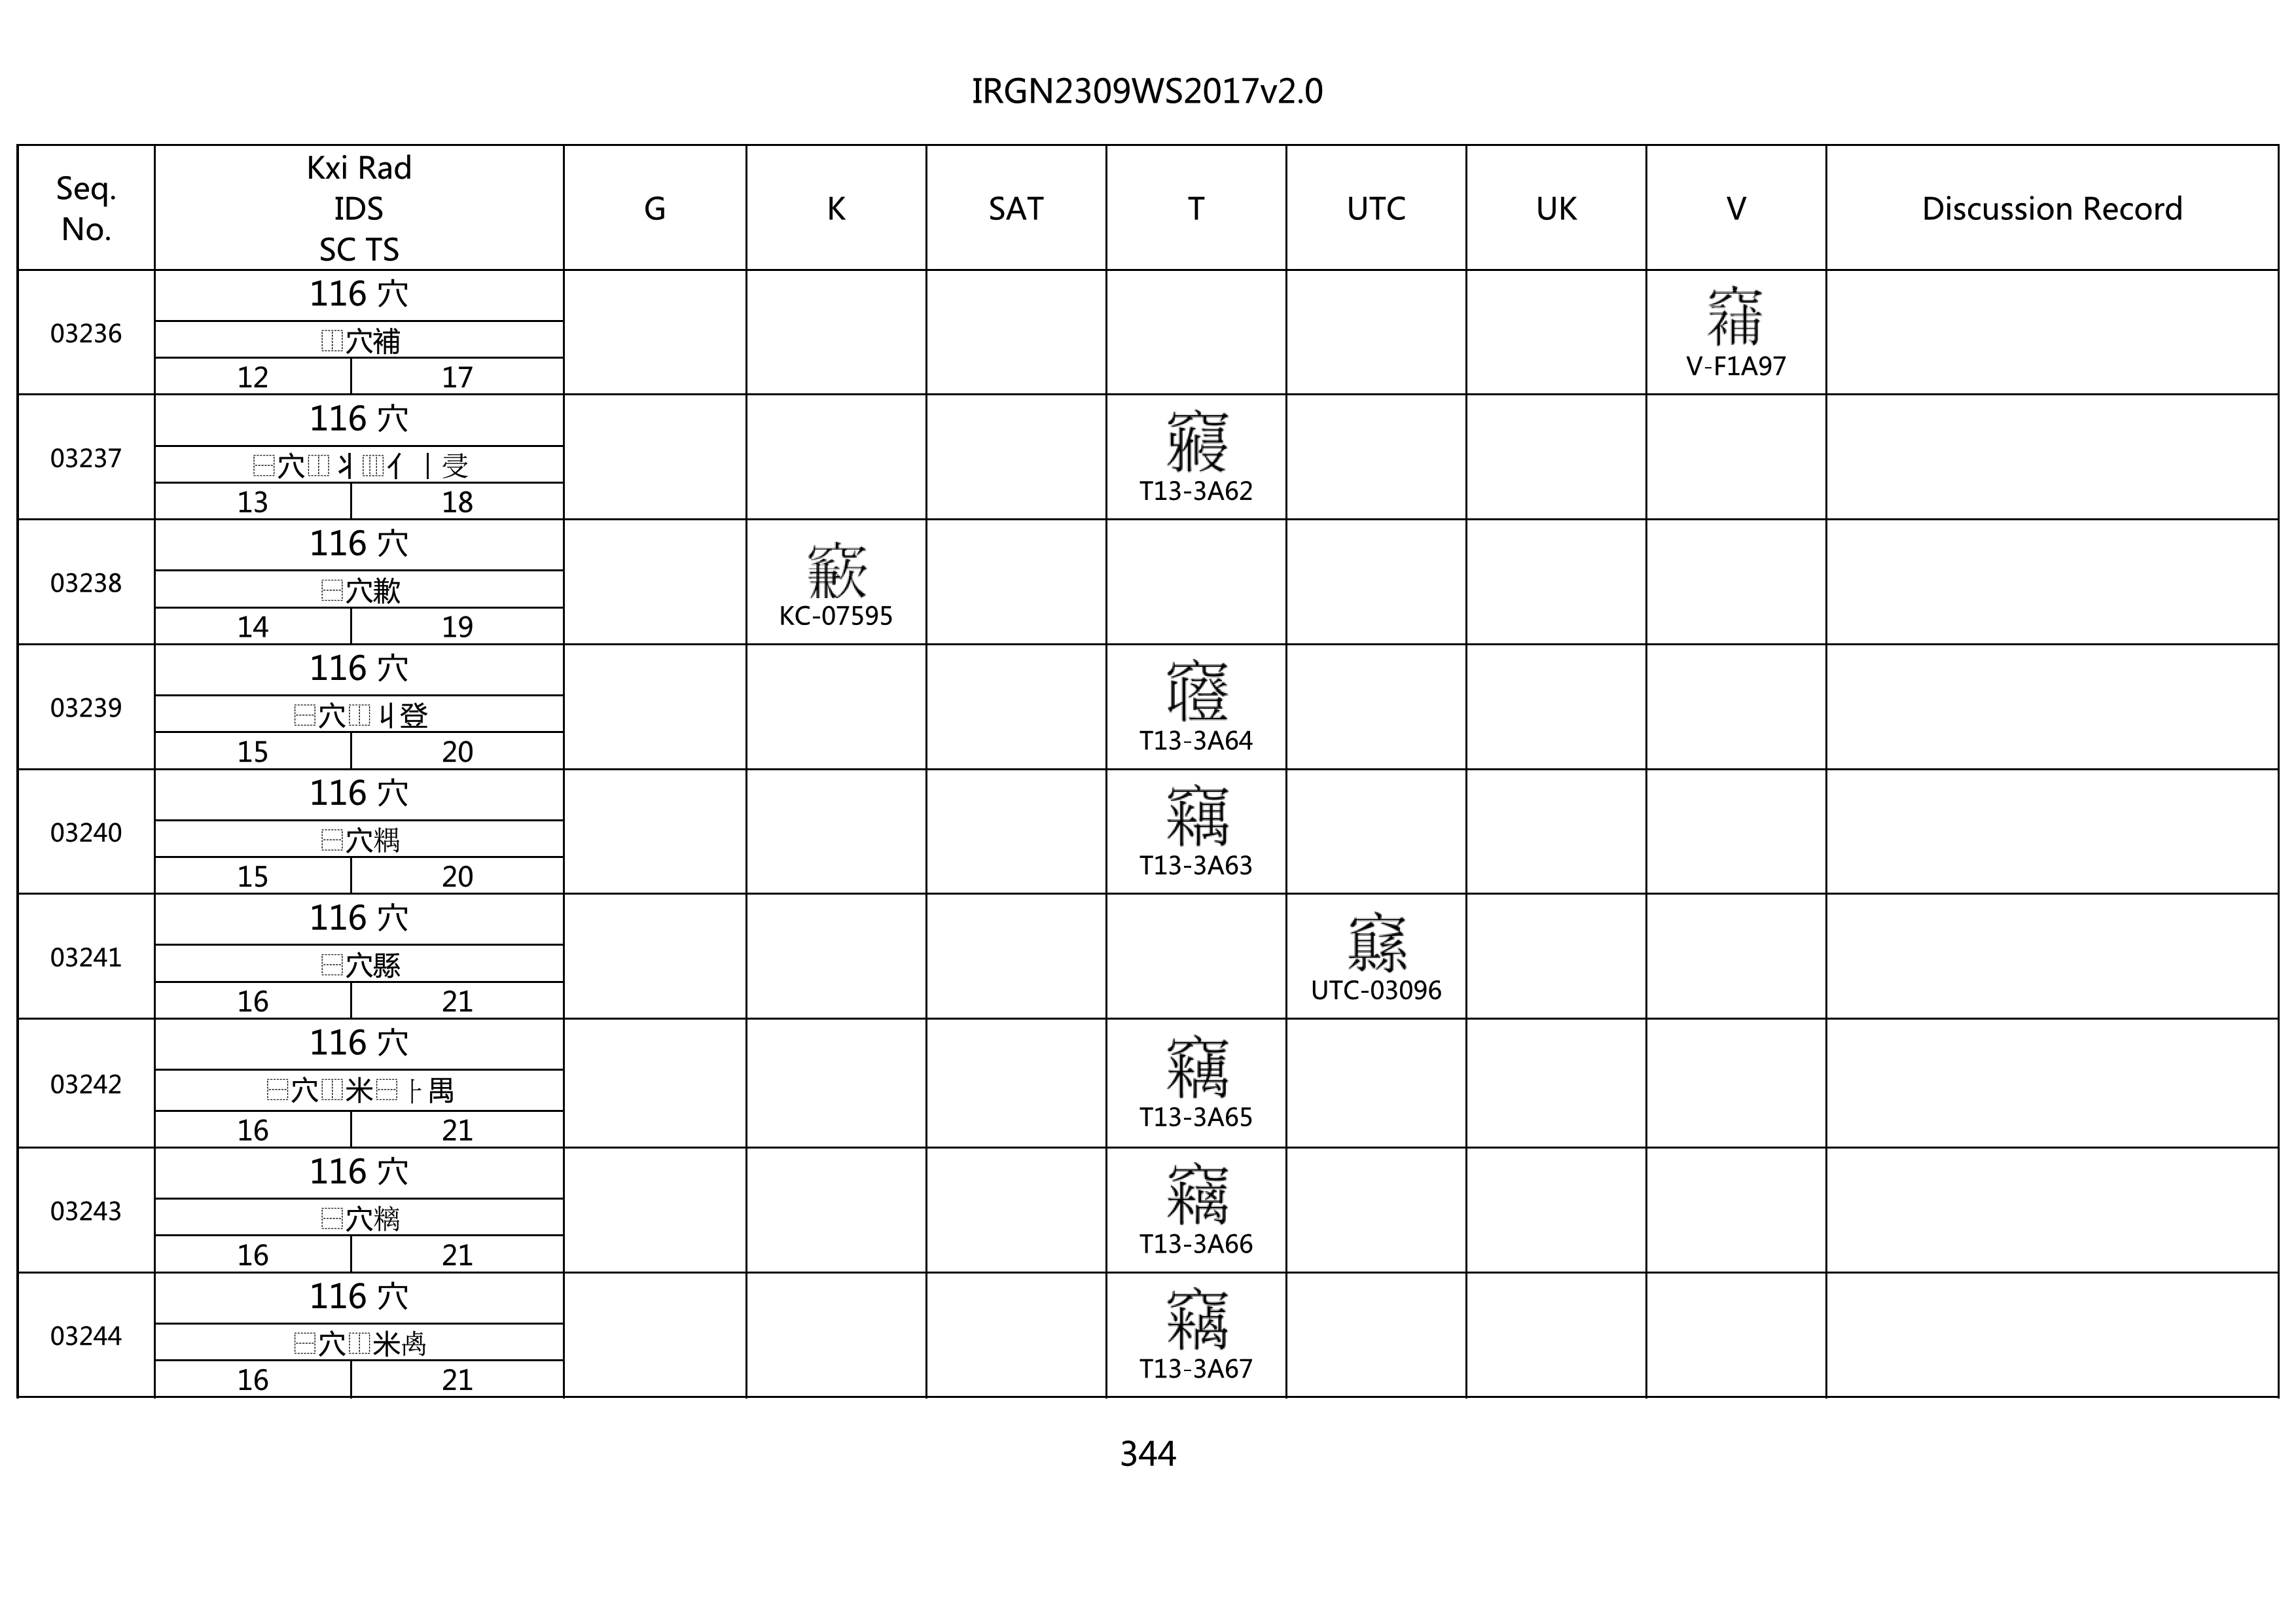 IRGN2309WS2017v2.0
Seq. No.
Kxi Rad
IDS
SC TS
G K SAT T UTC UK V Discussion Record
03236
116 穴
⿰穴補
12 17
V-F1A97
03237
116 穴
⿱穴⿰丬⿲亻丨𠬶
13 18
T13-3A62
03238
116 穴
⿱穴歉
14 19
KC-07595
03239
116 穴
⿱穴⿰丩登
15 20
T13-3A64
03240
116 穴
⿱穴
15 20
T13-3A63
03241
116 穴
⿱穴縣
16 21
UTC-03096
03242
116 穴
⿱穴⿰米⿱⺊禺
16 21
T13-3A65
03243
116 穴
⿱穴
16 21
T13-3A66
03244
116 穴
⿱穴⿰米
16 21
T13-3A67
344